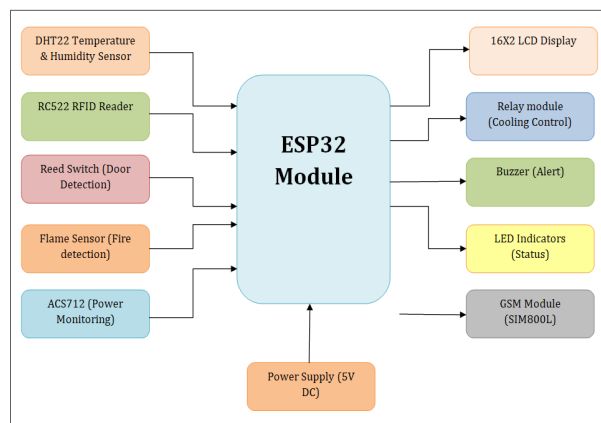 DHT22 Temperature
& Humidity Sensor
RC522 RFID Reader
Reed Switch (Door
Detection)
Flame Sensor (Fire
detection)
ACS712 (Power
Monitoring)
ESP32
Module
Power Supply (5V
DC)
16X2 LCD Display
Relay module
(Cooling Control)
Buzzer (Alert)
LED Indicators
(Status)
GSM Module
(SIM800L)